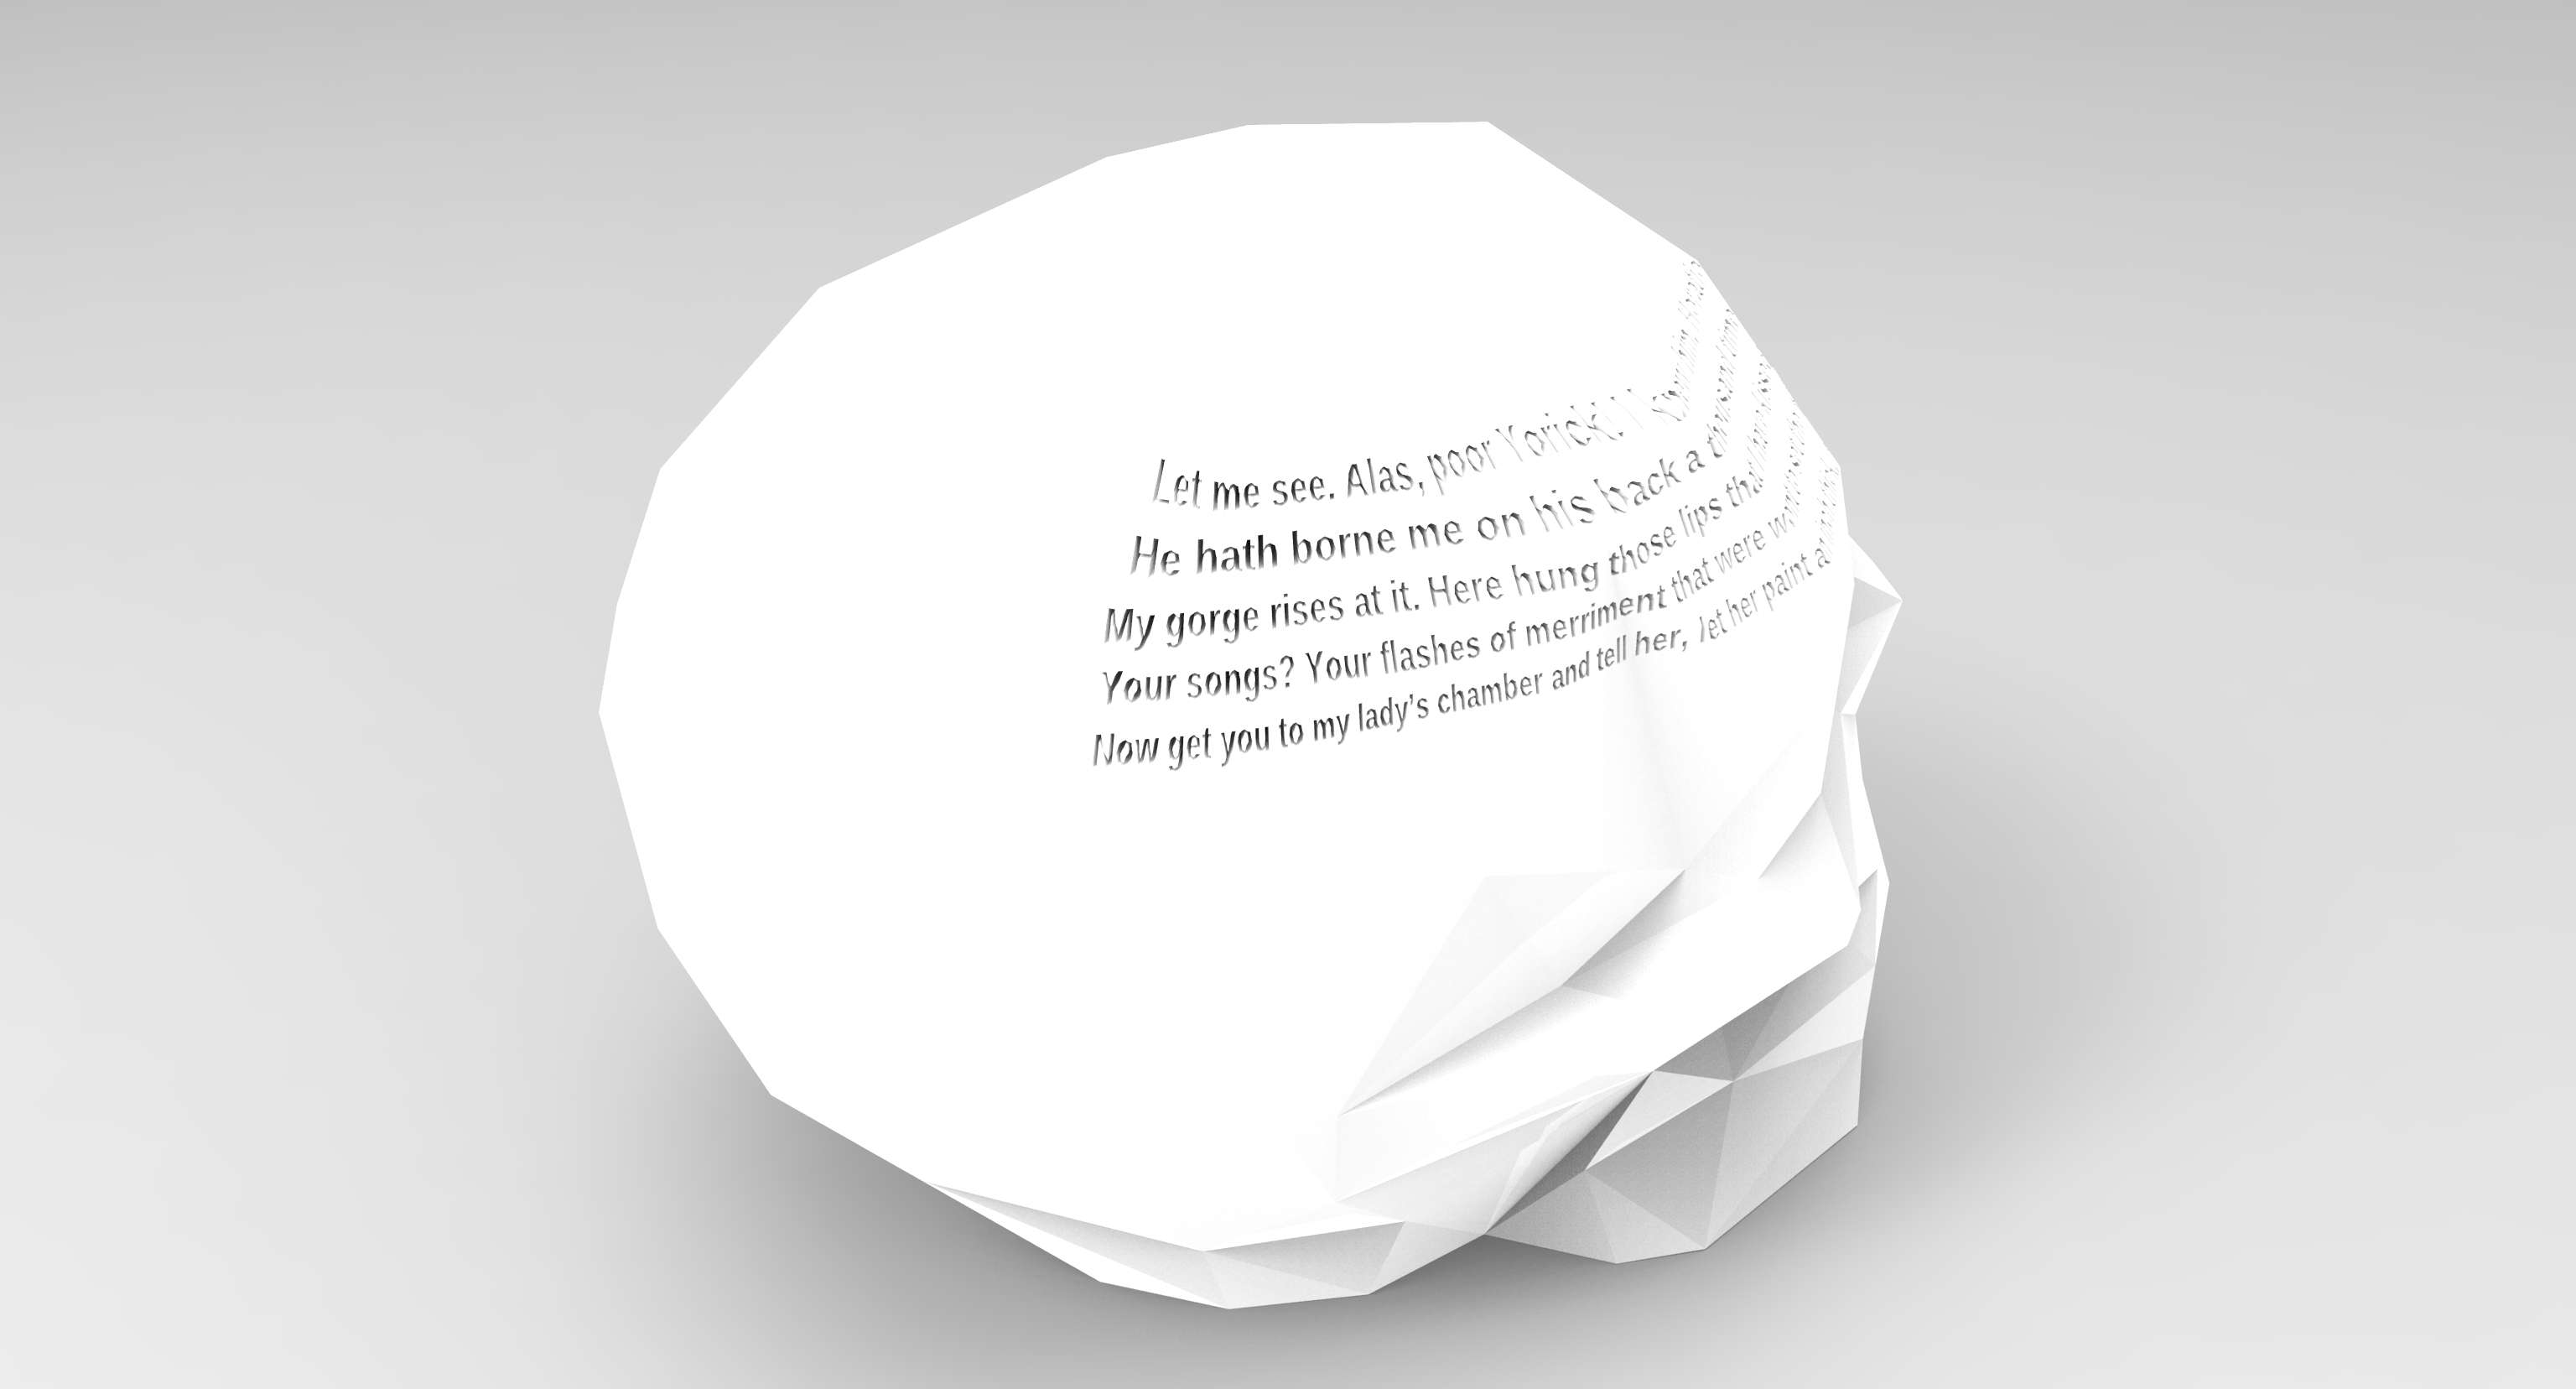 Let me see. Alas, poor Yorick! I
He hath borne me on his back a
My gorge rises at it. Here hung those lips that
Your songs? Your flashes of merriment that were
Now get you to my lady’s chamber and tell her, let her paint a